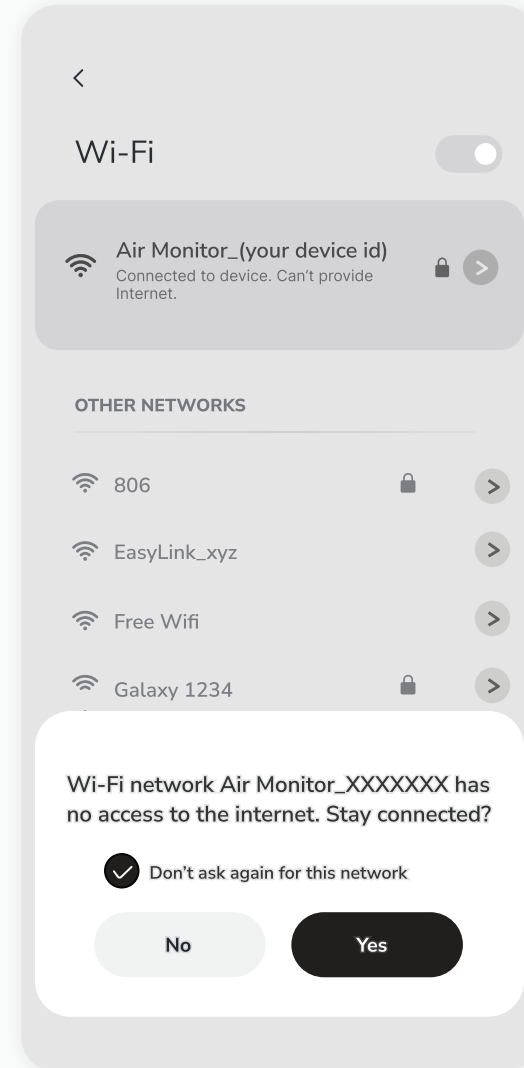 Wi-Fi
Air Monitor_(your device id)
Connected to device. Can't provide
Internet.
OTHER NETWORKS
806
EasyLink_xyz
Free Wifi
Galaxy 1234
Wi-Fi network Air Monitor_XXXXXXX has
no access to the internet. Stay connected?
Don't ask again for this network
No
Yes